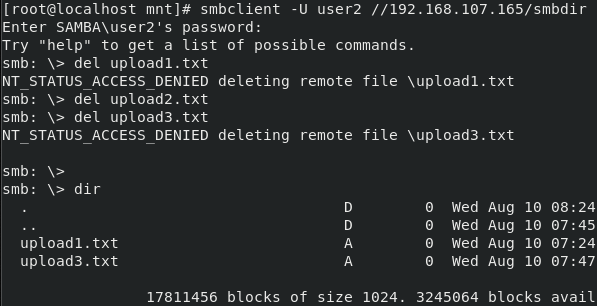 [root@localhost mnt]# smbclient -U user2 //192.168.107.165/smbdir
Enter SAMBA\user2's password:
Try "help" to get a list of possible commands.
smb: \> del upload1.txt
NT_STATUS_ACCESS_DENIED deleting remote file \upload1.txt
smb: \> del upload2.txt
smb: \> del upload3.txt
NT_STATUS_ACCESS_DENIED deleting remote file \upload3.txt
smb: \>
smb: \> dir
. D 0 Wed Aug 10 08:24
.. D 0 Wed Aug 10 07:45
upload1.txt A 0 Wed Aug 10 07:24
upload3.txt A 0 Wed Aug 10 07:47
17811456 blocks of size 1024. 3245064 blocks avail